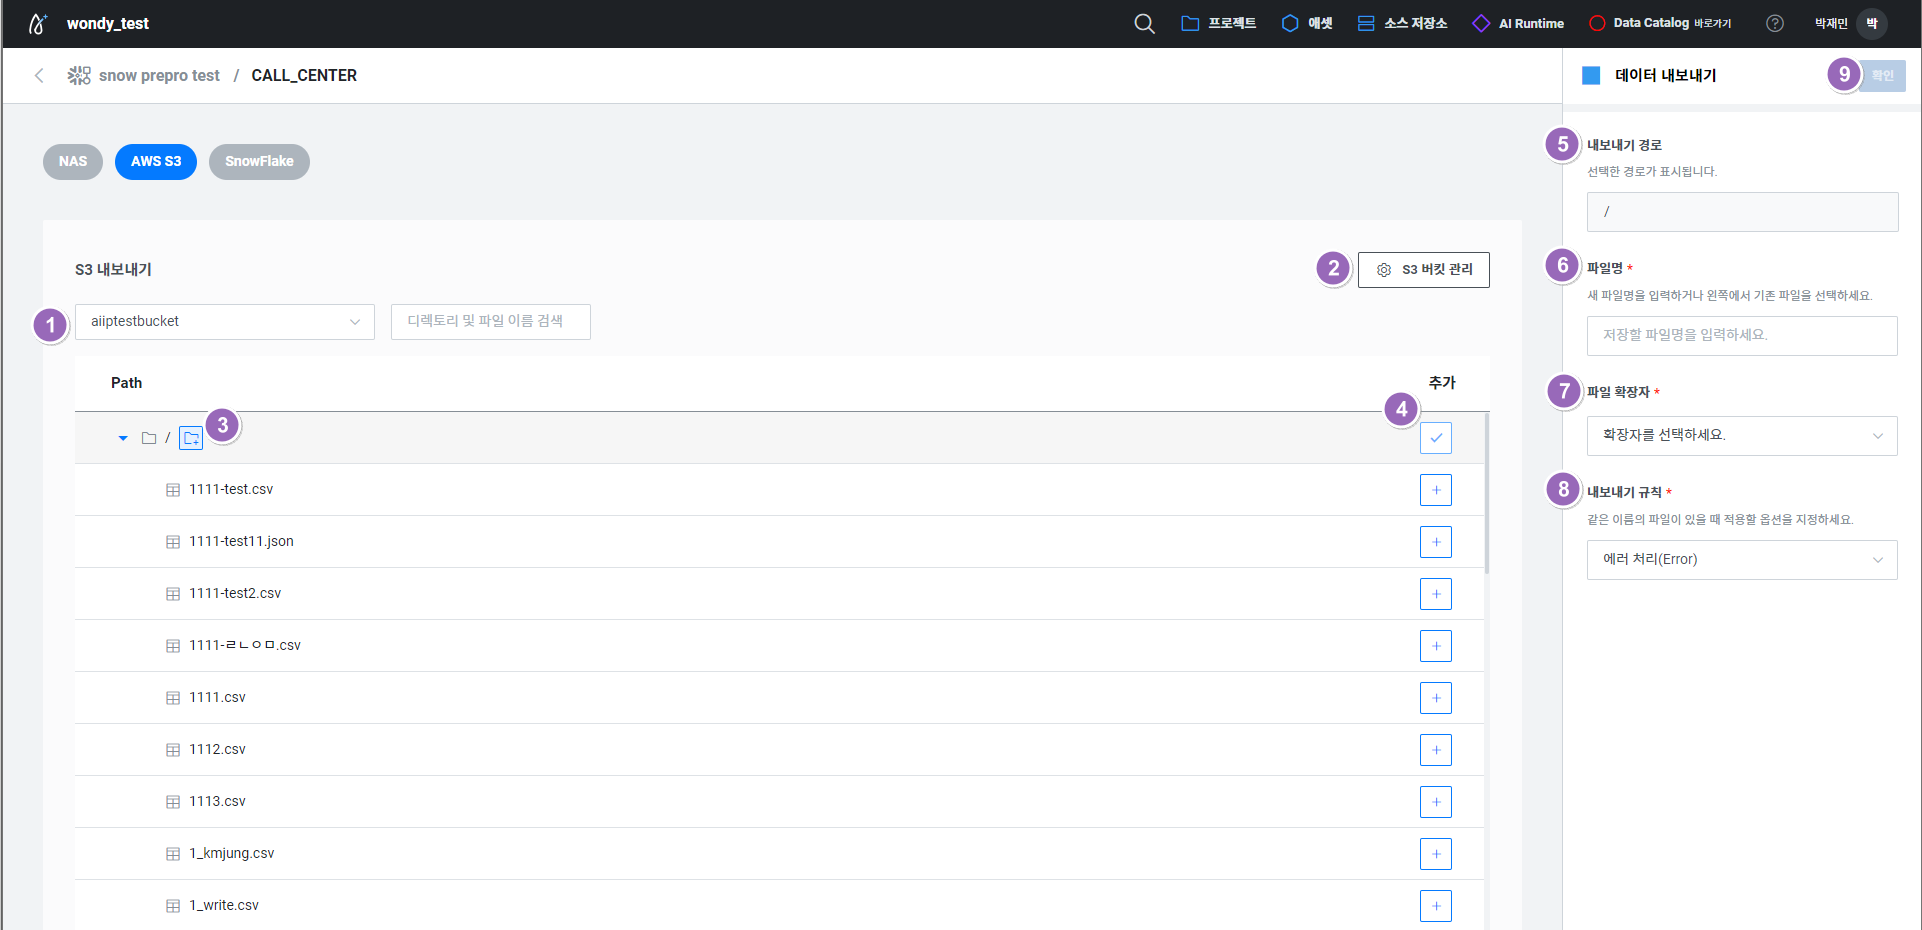 wondy_test
프로젝트
에셋
소스 저장소
AI Runtime
Data Catalog 바로가기
?
박재민
박
snow prepro test / CALL_CENTER
데이터 내보내기
9
확인
NAS
AWS S3
SnowFlake
S3 내보내기
2
S3 버킷 관리
1
aiiptestbucket
디렉토리 및 파일 이름 검색
Path
추가
/
3
4
1111-test.csv
1111-test11.json
1111-test2.csv
1111-ㄹㄴㅇㅁ.csv
1111.csv
1112.csv
1113.csv
1_kmjung.csv
1_write.csv
5
내보내기 경로
선택한 경로가 표시됩니다.
/
6
파일명 *
새 파일명을 입력하거나 왼쪽에서 기존 파일을 선택하세요.
저장할 파일명을 입력하세요.
7
파일 확장자 *
확장자를 선택하세요.
8
내보내기 규칙 *
같은 이름의 파일이 있을 때 적용할 옵션을 지정하세요.
에러 처리(Error)